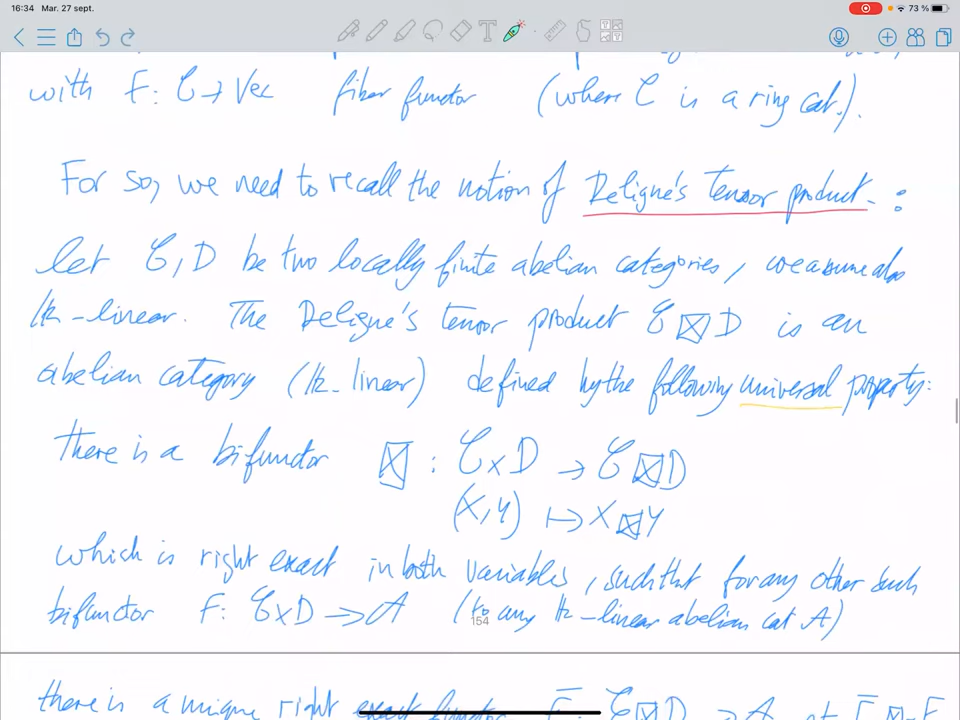 16:34 Mar. 27 sept. 73 %
with F: C → Vec fiber functor (where C is a ring cat.).
For so, we need to recall the notion of Deligne's tensor product. :
Let C, D be two locally finite abelian categories, we assume also
lk-linear. The Deligne's tensor product C ⊠ D is an
abelian category (lk-linear) defined by the following universal property:
there is a bifunctor ⊠ : C × D → C ⊠ D
(X, Y) ↦ X ⊠ Y
which is right exact in both variables, such that for any other such
bifunctor F: C × D → A (to any lk-linear abelian cat A)
154
there is a unique right exact functor F̄ : C ⊠ D → A st F̄ ⊠ = F